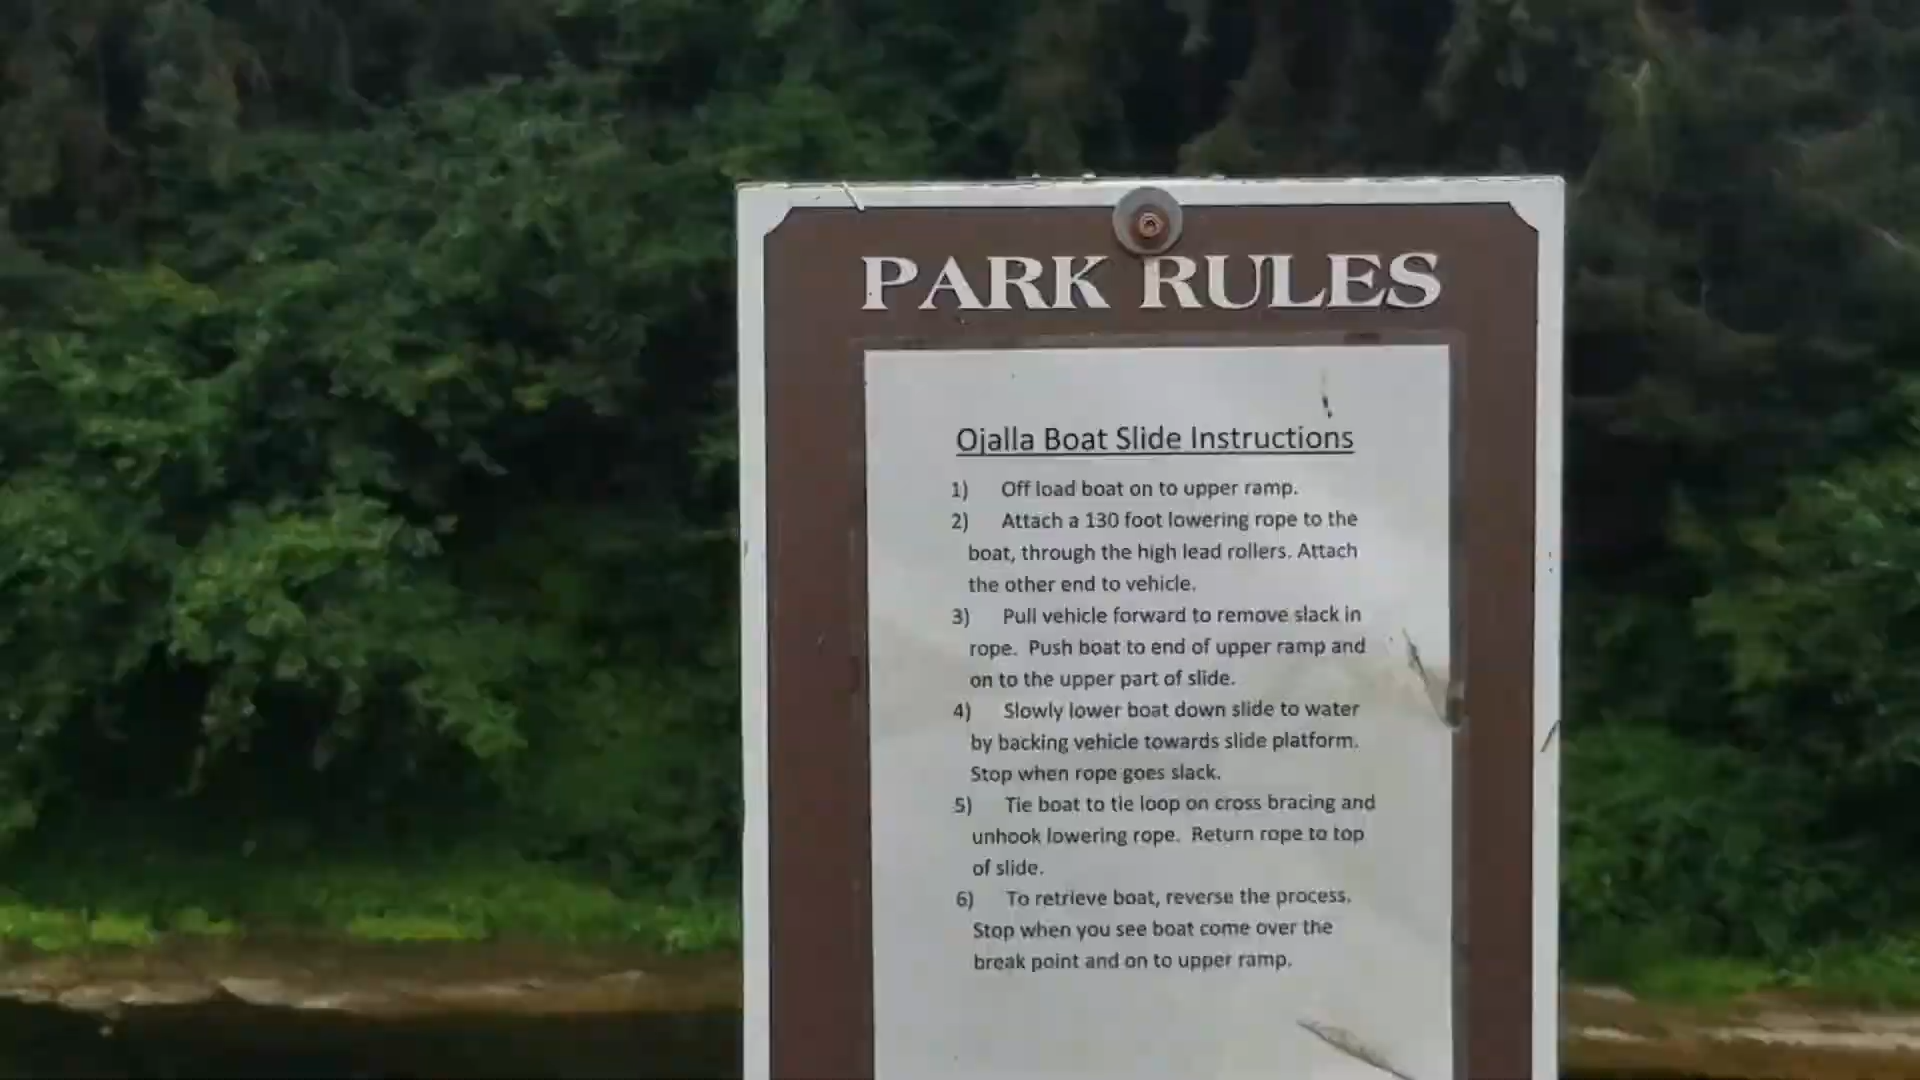 PARK RULES
Ojalla Boat Slide Instructions
1) Off load boat on to upper ramp.
2) Attach a 130 foot lowering rope to the
boat, through the high lead rollers. Attach
the other end to vehicle.
3) Pull vehicle forward to remove slack in
rope. Push boat to end of upper ramp and
on to the upper part of slide.
4) Slowly lower boat down slide to water
by backing vehicle towards slide platform.
Stop when rope goes slack.
5) Tie boat to tie loop on cross bracing and
unhook lowering rope. Return rope to top
of slide.
6) To retrieve boat, reverse the process.
Stop when you see boat come over the
break point and on to upper ramp.